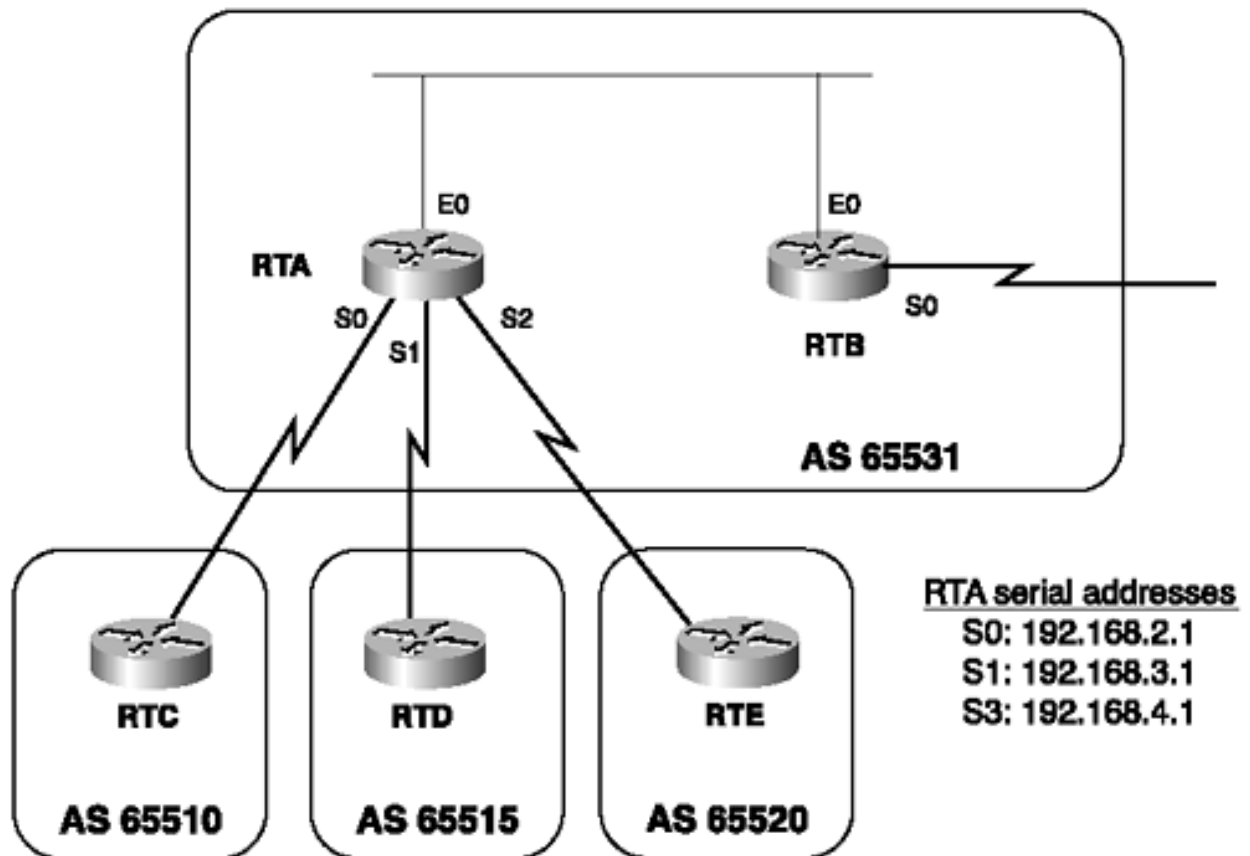 E0
E0
RTA
S0
S1
S2
S0
RTB
AS 65531
RTC
RTD
RTE
AS 65510
AS 65515
AS 65520
RTA serial addresses
S0: 192.168.2.1
S1: 192.168.3.1
S3: 192.168.4.1